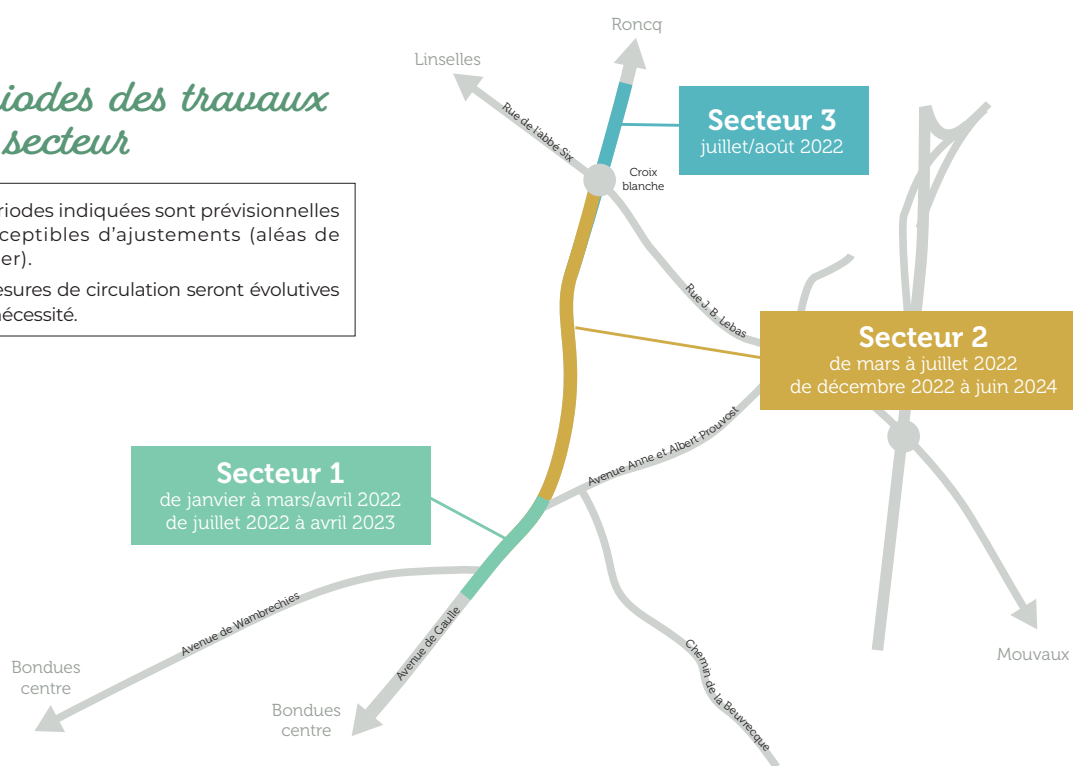 iodes des travaux
secteur
riodes indiquées sont prévisionnelles
ceptibles d'ajustements (aléas de
er).
esures de circulation seront évolutives
nécessité.
Roncq
Linselles
Rue de l'abbé Six
Croix
blanche
Secteur 3
juillet/août 2022
Rue J. B. Lebas
Secteur 2
de mars à juillet 2022
de décembre 2022 à juin 2024
Avenue Anne et Albert Prouvost
Secteur 1
de janvier à mars/avril 2022
de juillet 2022 à avril 2023
Avenue de Wambrechies
Avenue de Gaulle
Chemin de la Beuvrecque
Bondues
centre
Bondues
centre
Mouvaux